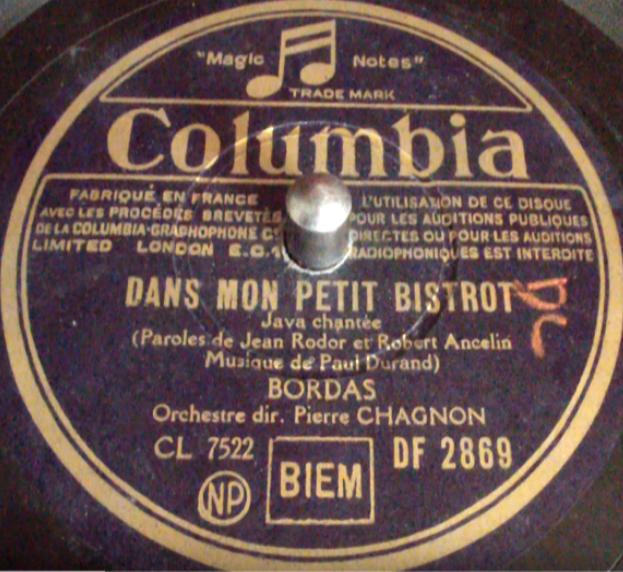 "Magic Notes"
TRADE MARK
Columbia
FABRIQUÉ EN FRANCE
AVEC LES PROCÉDÉS BREVETÉS
DE LA COLUMBIA GRAPHOPHONE Cº
LIMITED LONDON E.C.1
L'UTILISATION DE CE DISQUE
POUR LES AUDITIONS PUBLIQUES
DIRECTES OU POUR LES AUDITIONS
RADIOPHONIQUES EST INTERDITE
DANS MON PETIT BISTROT
Java chantée
(Paroles de Jean Rodor et Robert Ancelin
Musique de Paul Durand)
BORDAS
Orchestre dir. Pierre CHAGNON
CL 7522 BIEM DF 2869
NP